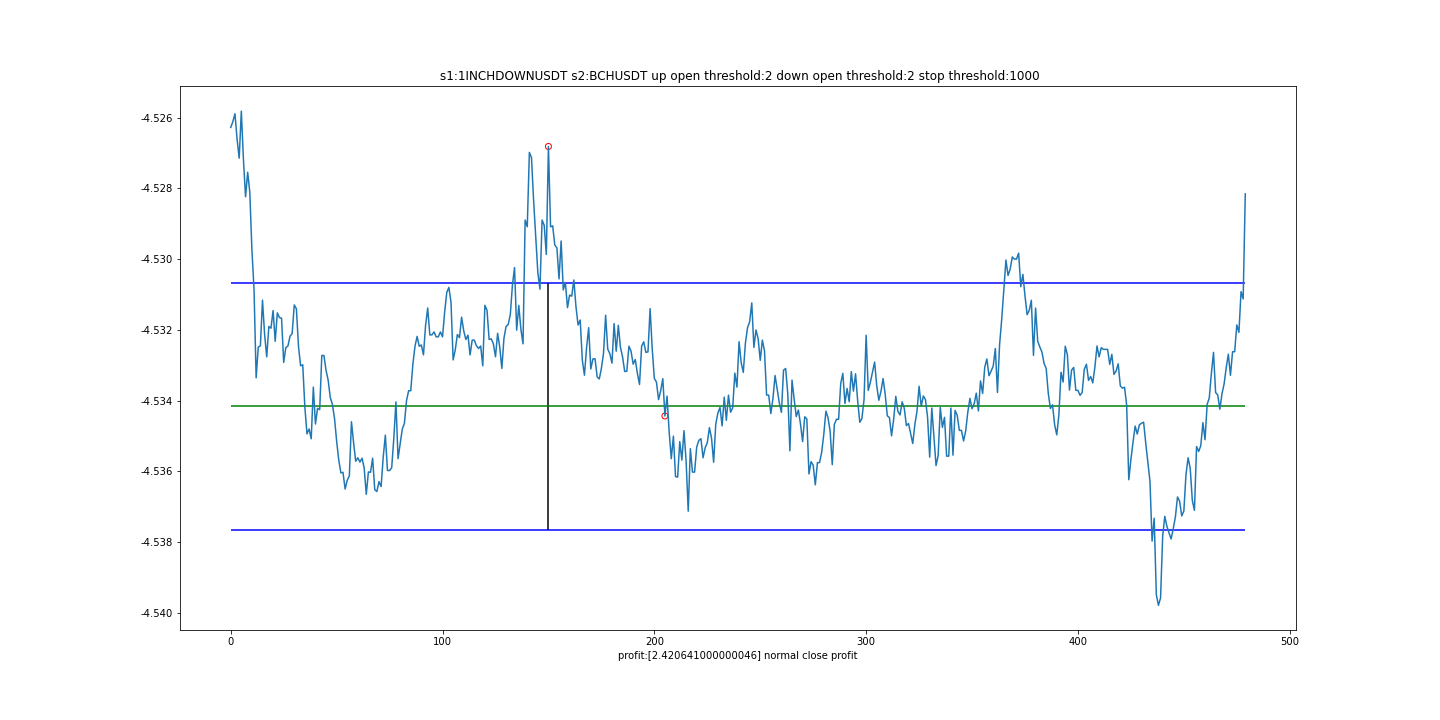 s1:1INCHDOWNUSDT s2:BCHUSDT up open threshold:2 down open threshold:2 stop threshold:1000
-4.526
-4.528
-4.530
-4.532
-4.534
-4.536
-4.538
-4.540
0 100 200 300 400 500
profit:[2.420641000000046] normal close profit